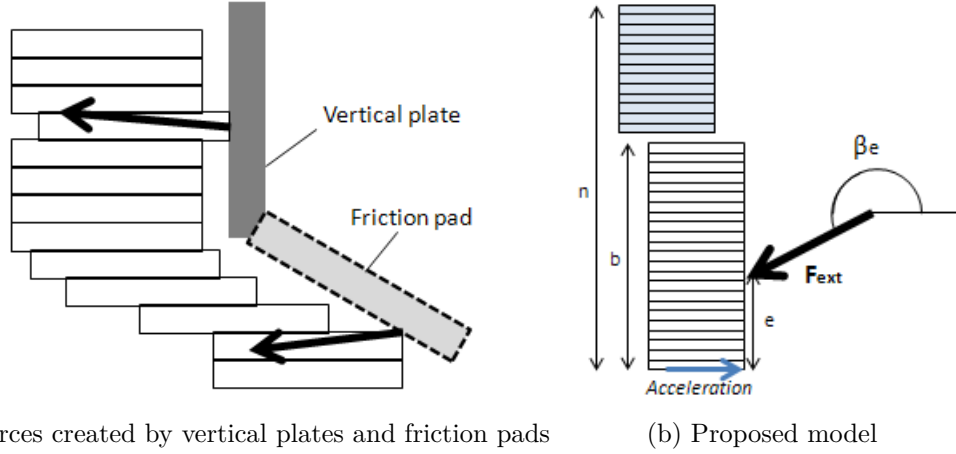 Vertical plate
Friction pad
rces created by vertical plates and friction pads
n
b
βe
Fext
e
Acceleration
(b) Proposed model